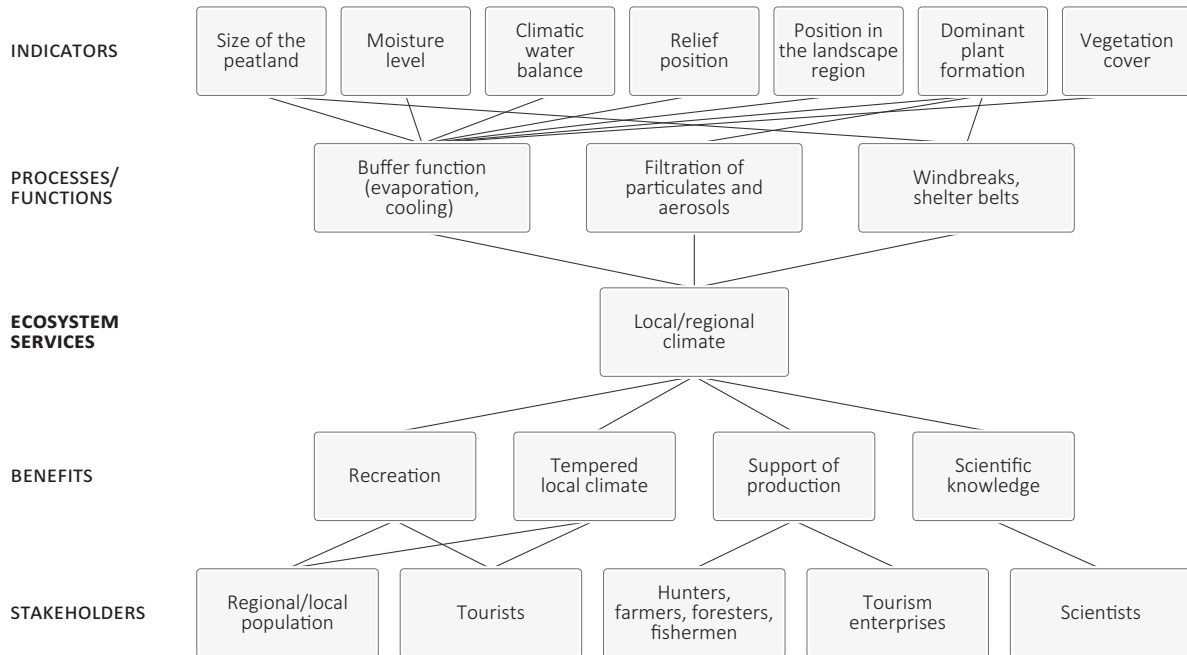 INDICATORS
Size of the
peatland
Moisture
level
Climatic
water
balance
Relief
position
Position in
the landscape
region
Dominant
plant
formation
Vegetation
cover
PROCESSES/
FUNCTIONS
Buffer function
(evaporation,
cooling)
Filtration of
particulates and
aerosols
Windbreaks,
shelter belts
ECOSYSTEM
SERVICES
Local/regional
climate
BENEFITS
Recreation
Tempered
local climate
Support of
production
Scientific
knowledge
STAKEHOLDERS
Regional/local
population
Tourists
Hunters,
farmers, foresters,
fishermen
Tourism
enterprises
Scientists